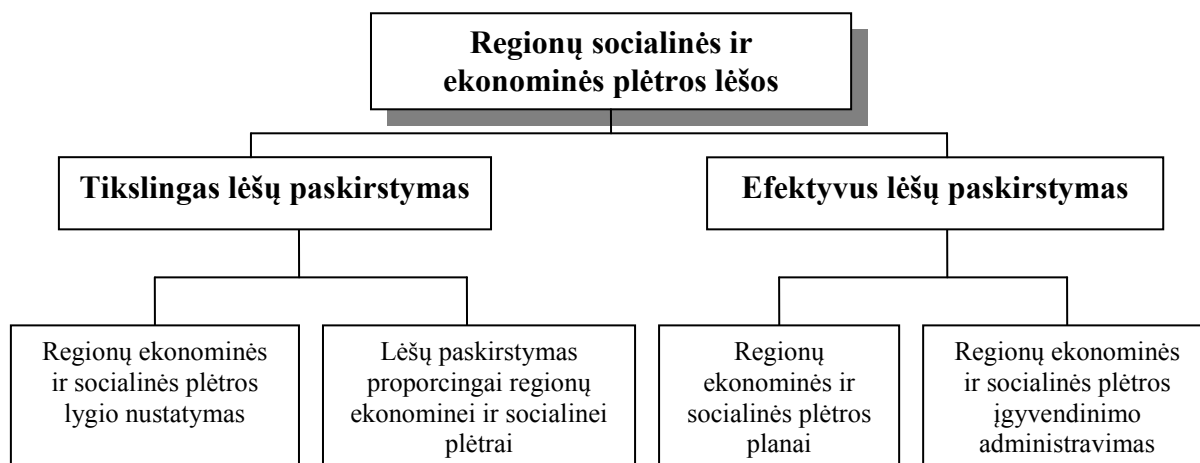 Regionų socialinės ir
ekonominės plėtros lėšos
Tikslingas lėšų paskirstymas
Efektyvus lėšų paskirstymas
Regionų ekonominės
ir socialinės plėtros
lygio nustatymas
Lėšų paskirstymas
proporcingai regionų
ekonominei ir socialinei
plėtrai
Regionų
ekonominės ir
socialinės plėtros
planai
Regionų ekonominės
ir socialinės plėtros
įgyvendinimo
administravimas